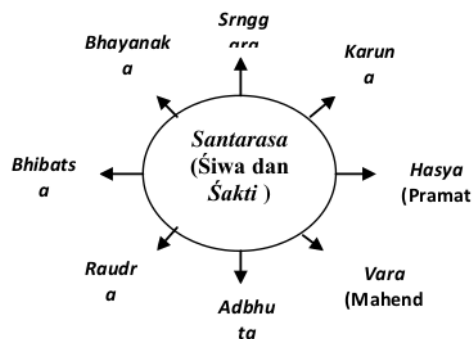 Srngg
ara
Bhayanak
a
Karun
a
Santarasa
(Śiwa dan
Śakti )
Bhibats
a
Hasya
(Pramat
Raudr
a
Vara
(Mahend
Adbhu
ta